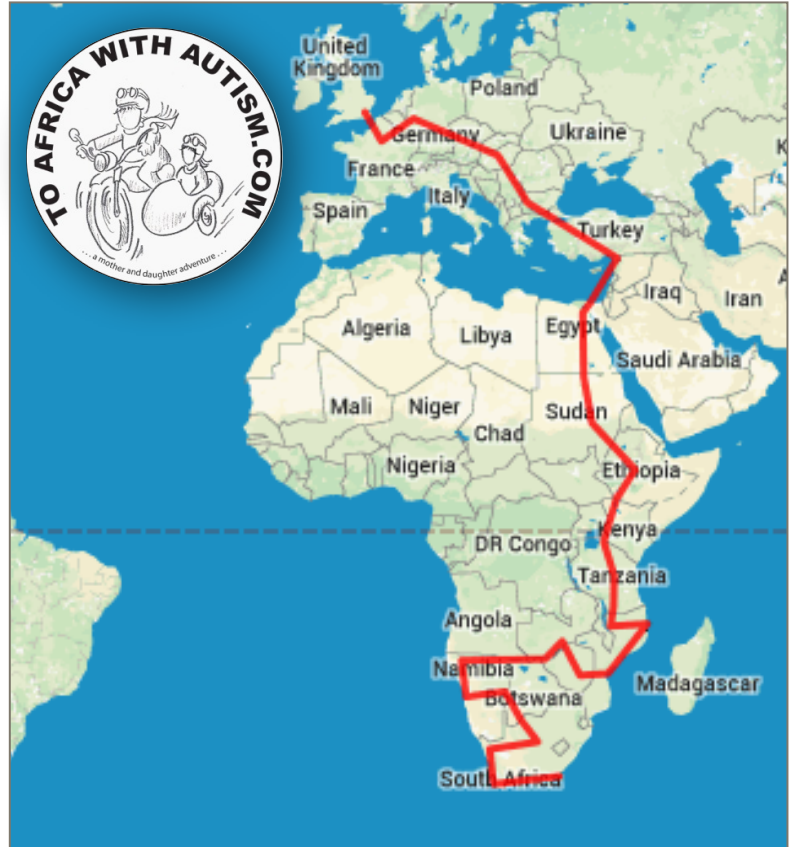 TO AFRICA WITH AUTISM.COM
...a mother and daughter adventure...
United
Kingdom
Poland
Germany
Ukraine
France
Italy
Spain
Turkey
Iraq
Iran
Algeria
Libya
Egypt
Saudi Arabia
Mali
Niger
Sudan
Chad
Nigeria
Ethiopia
Kenya
DR Congo
Tanzania
Angola
Namibia
Madagascar
Botswana
South Africa